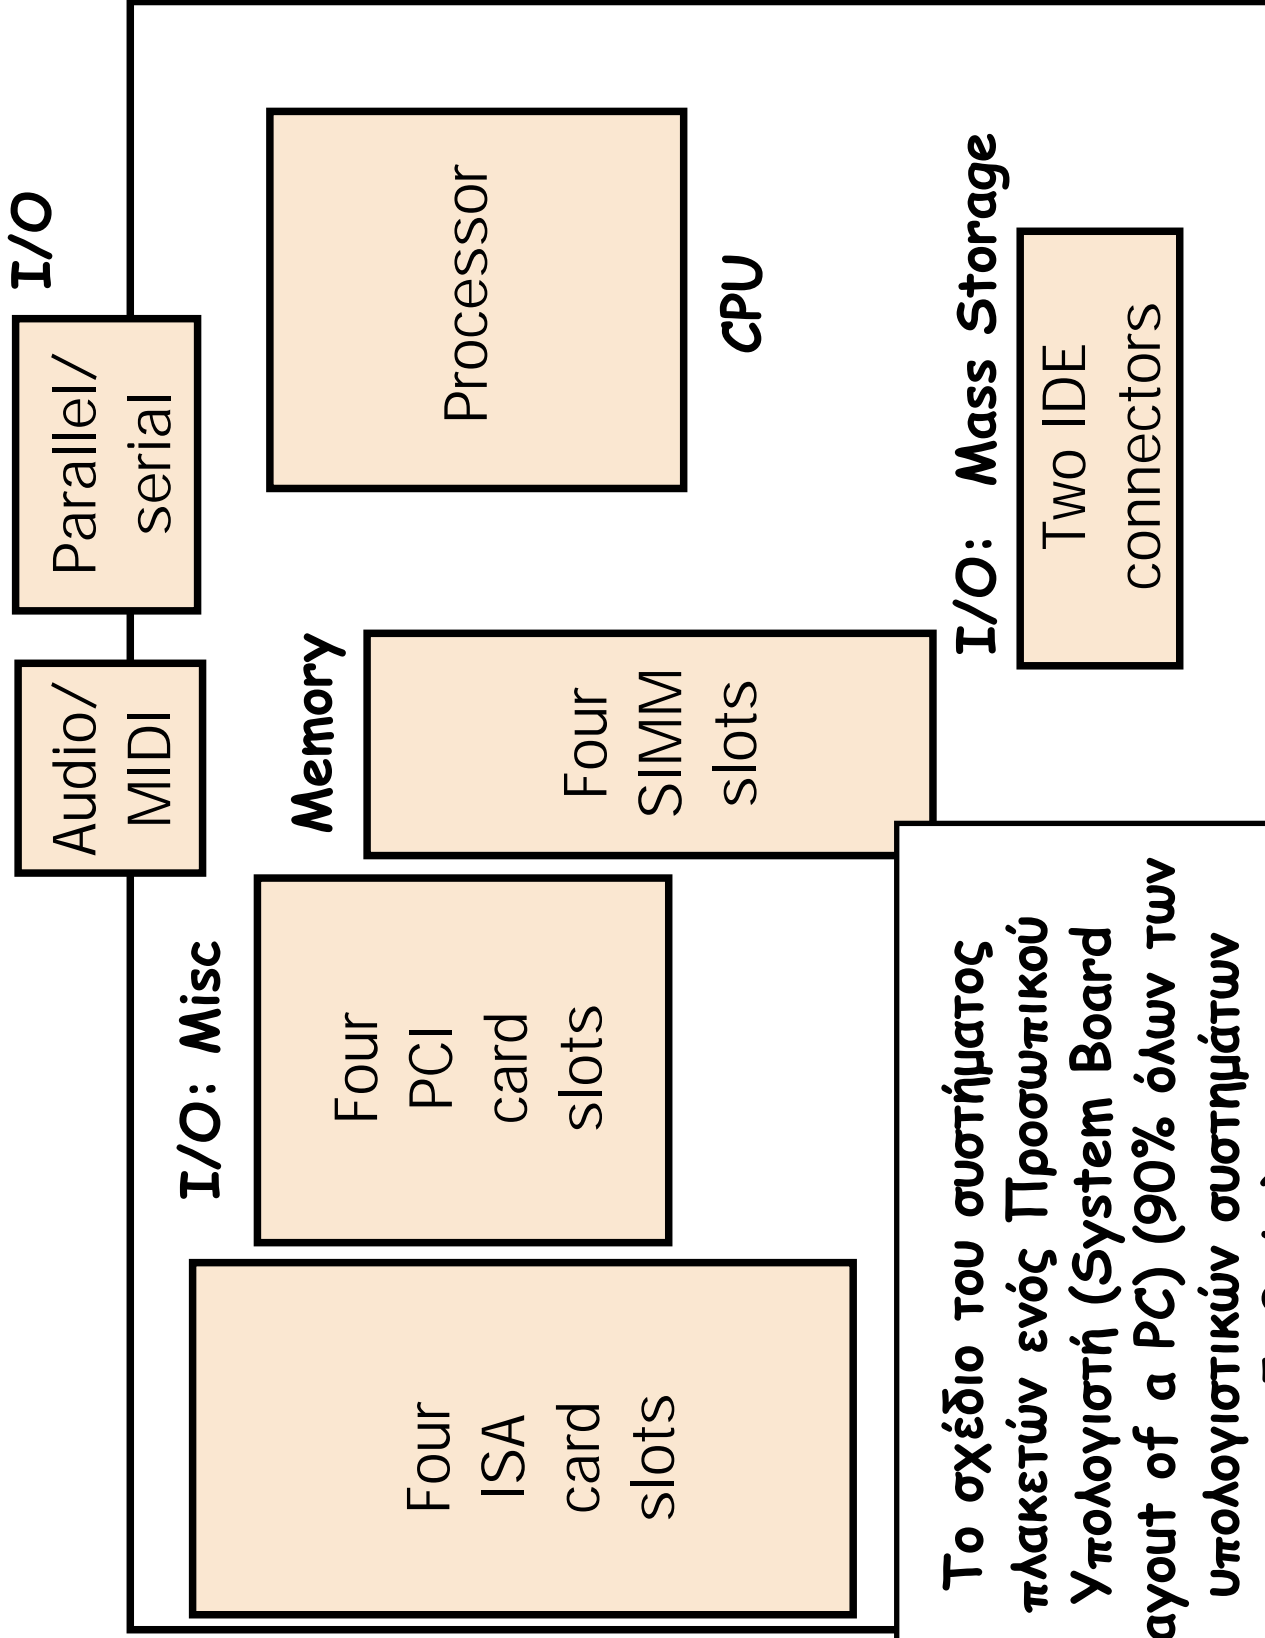 I/O
Audio/
MIDI
Parallel/
serial
I/O: Misc
Memory
Processor
CPU
Four
ISA
card
slots
Four
PCI
card
slots
Four
SIMM
slots
I/O: Mass Storage
Two IDE
connectors
Το σχέδιο του συστήματος
πλακετών ενός Προσωπικού
Υπολογιστή (System Board
ayout of a PC) (90% όλων των
υπολογιστικών συστημάτων